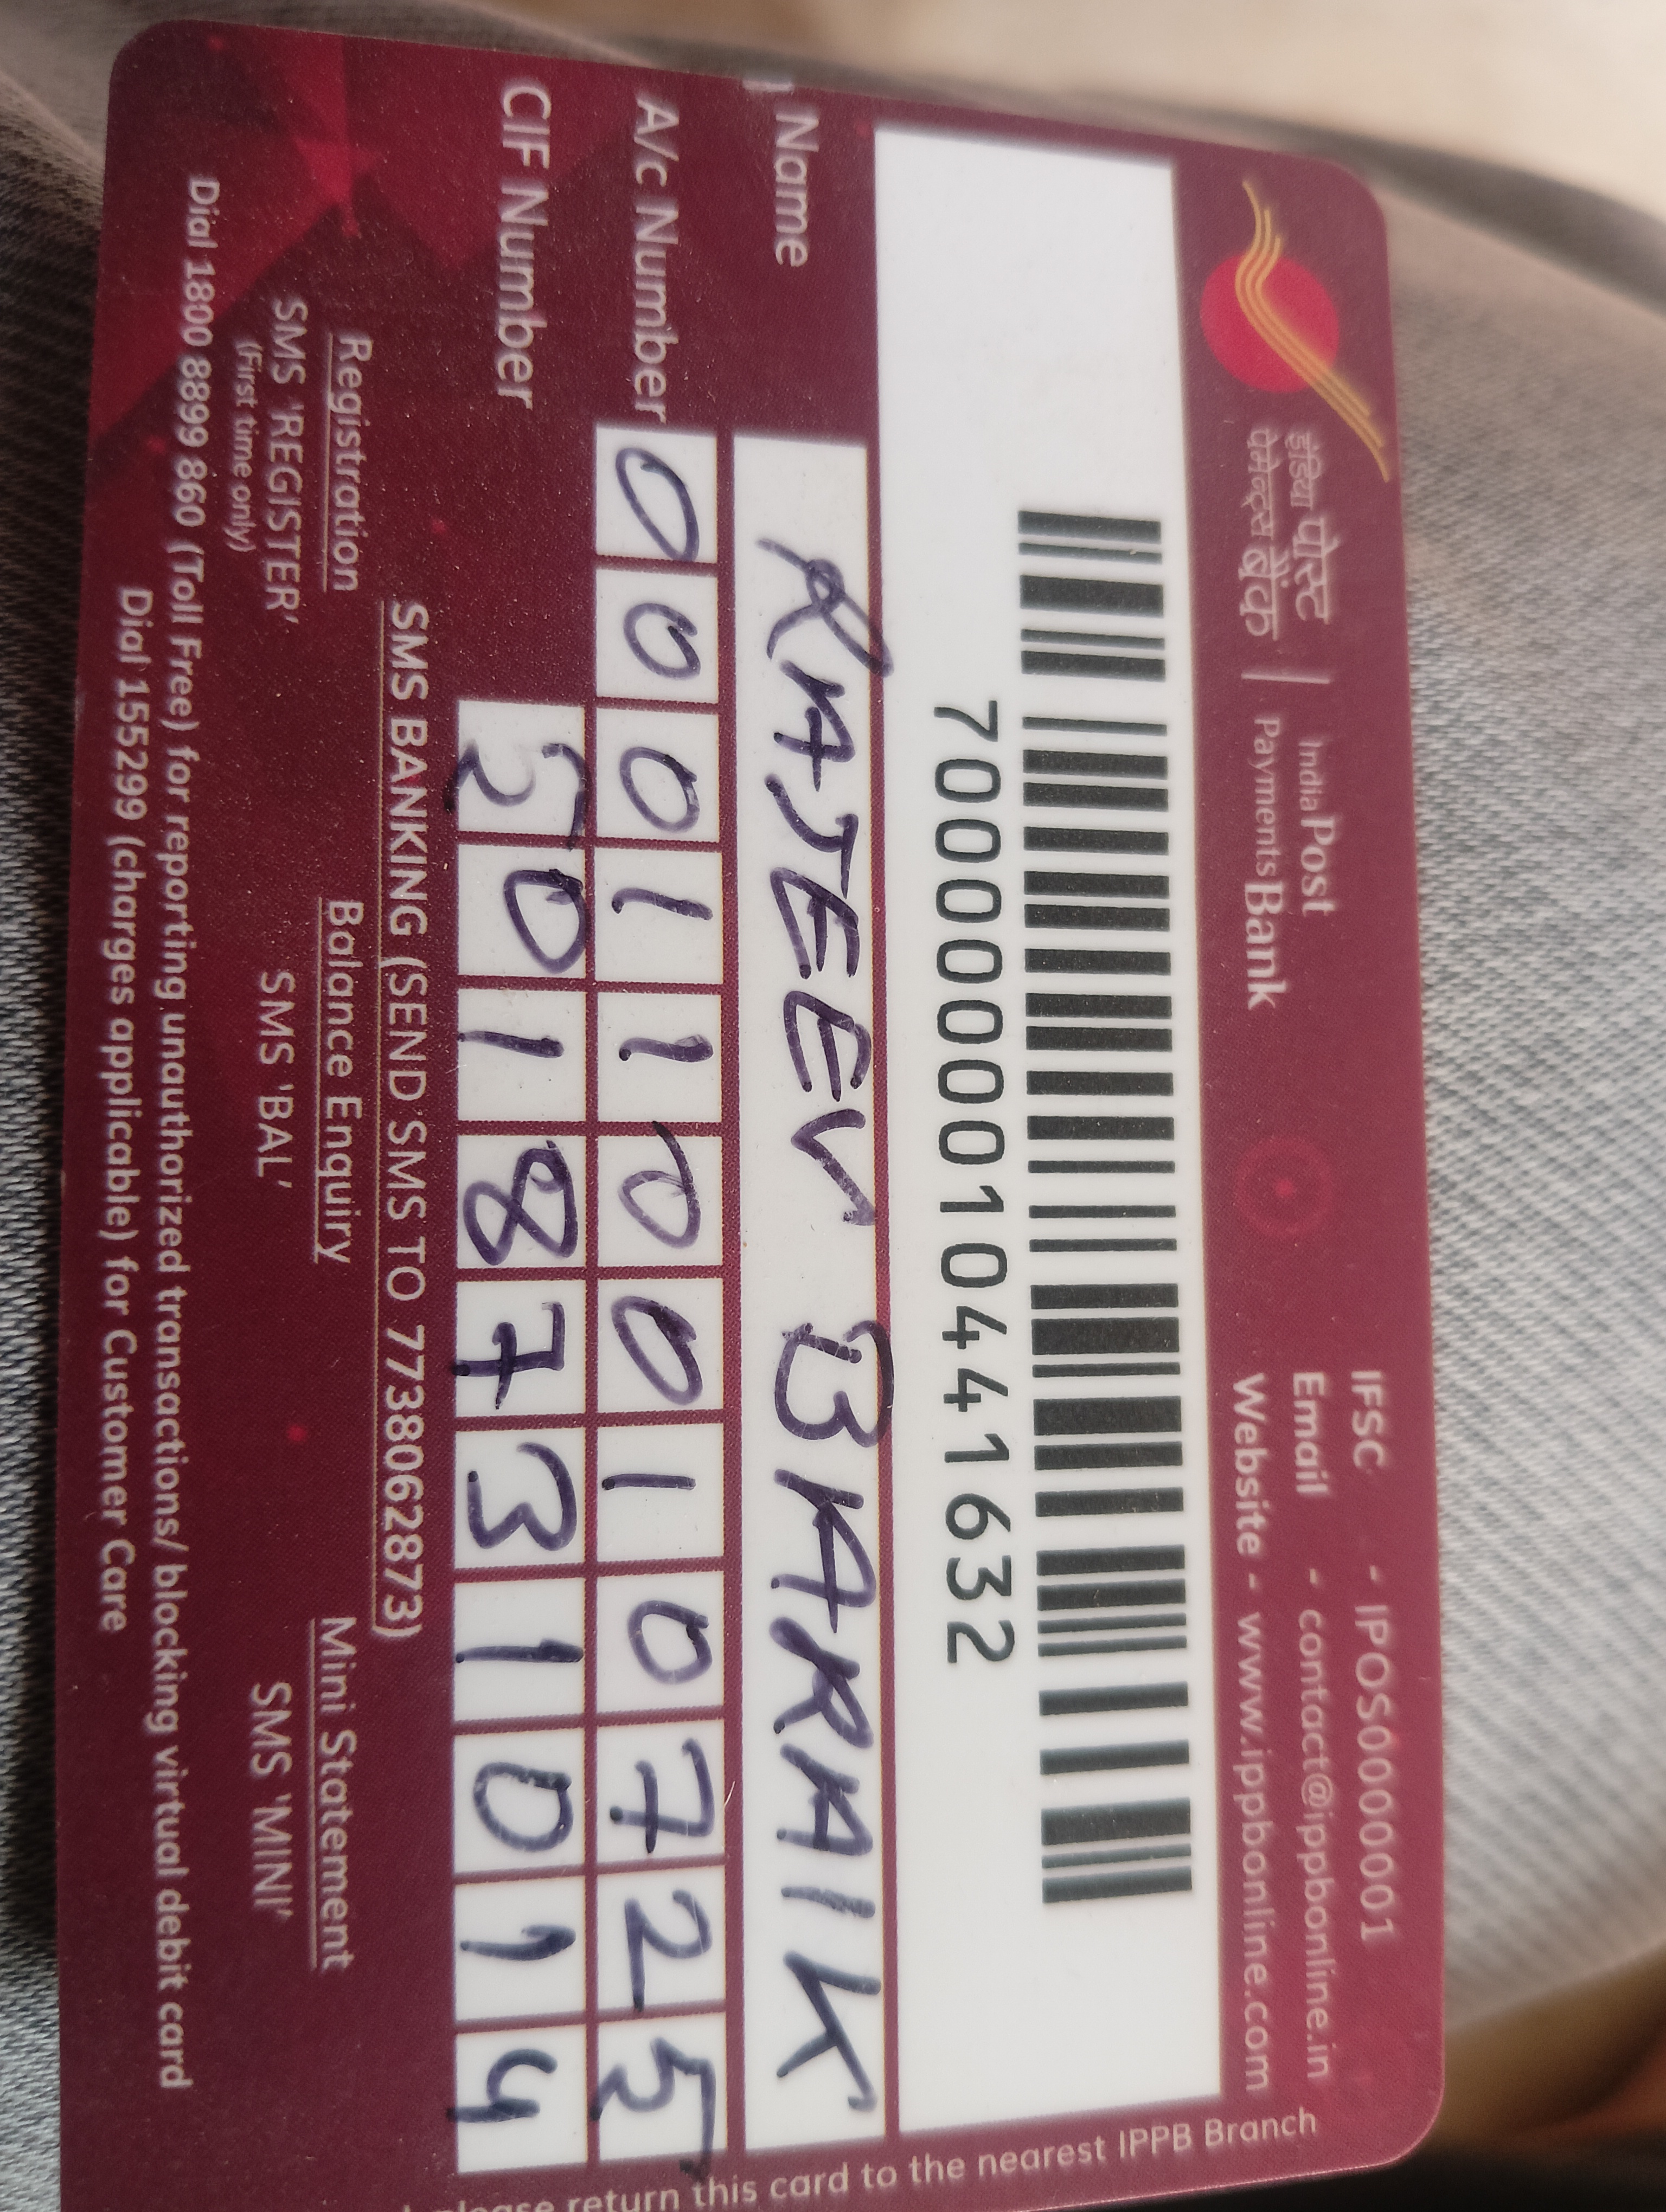 इंडिया पोस्ट
पेमेन्ट्स बैंक
India Post
Payments Bank
IFSC - IPOS0000001
Email - contact@ippbonline.in
Website - www.ippbonline.com
7000000010441632
Name RAJEEV BARAIK
A/c Number 000110010725
CIF Number 5018731014
SMS BANKING (SEND SMS TO 7738062873)
Registration Balance Enquiry Mini Statement
SMS 'REGISTER' SMS 'BAL' SMS 'MINI'
(First time only)
Dial 1800 8899 860 (Toll Free) for reporting unauthorized transactions/ blocking virtual debit card
Dial 155299 (charges applicable) for Customer Care
please return this card to the nearest IPPB Branch